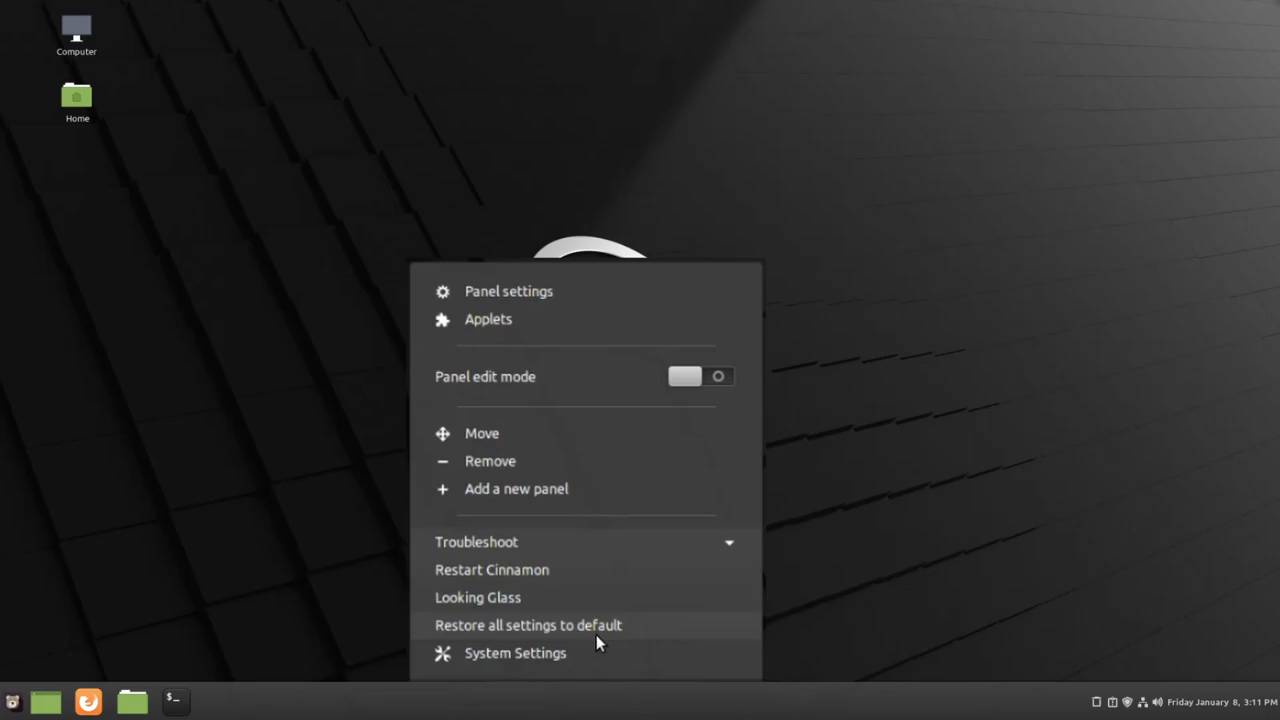 Computer
Home
Panel settings
Applets
Panel edit mode
Move
Remove
Add a new panel
Troubleshoot
Restart Cinnamon
Looking Glass
Restore all settings to default
System Settings
Friday January 8, 3:11 PM